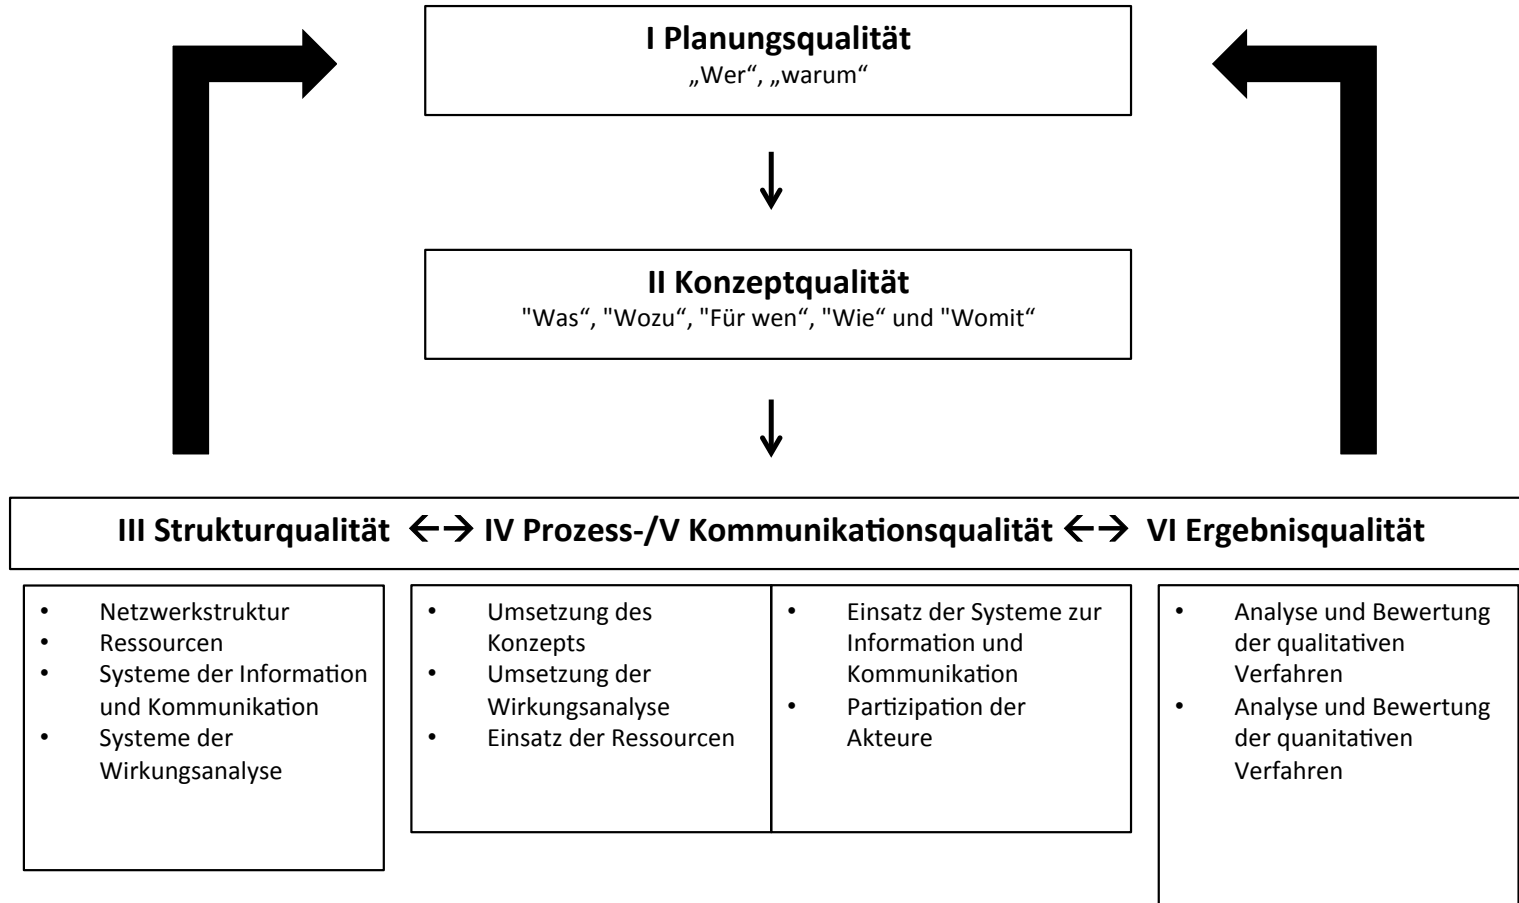 I Planungsqualität
„Wer“, „warum“
II Konzeptqualität
"Was“, "Wozu“, "Für wen“, "Wie“ und "Womit“
III Strukturqualität ←→ IV Prozess-/V Kommunikationsqualität ←→ VI Ergebnisqualität
• Netzwerkstruktur
• Ressourcen
• Systeme der Information
und Kommunikation
• Systeme der
Wirkungsanalyse
• Umsetzung des
Konzepts
• Umsetzung der
Wirkungsanalyse
• Einsatz der Ressourcen
• Einsatz der Systeme zur
Information und
Kommunikation
• Partizipation der
Akteure
• Analyse und Bewertung
der qualitativen
Verfahren
• Analyse und Bewertung
der quanitativen
Verfahren